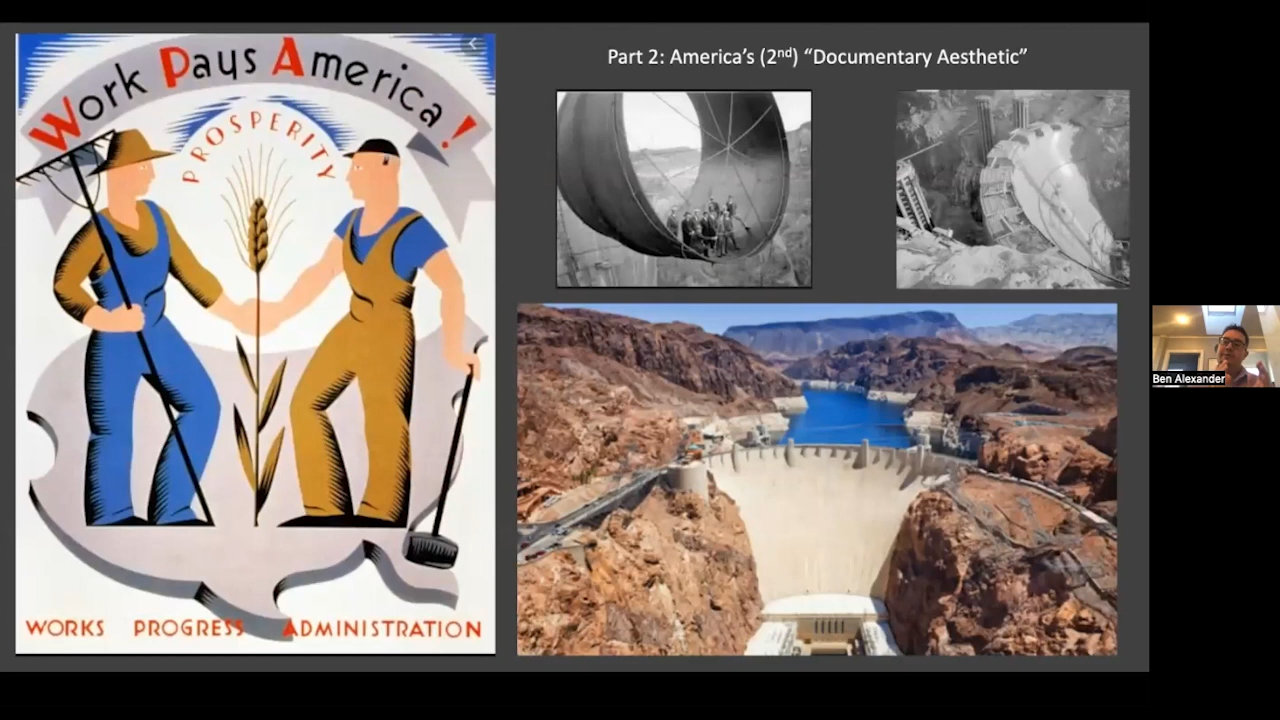 Work Pays America!
PROSPERITY
WORKS PROGRESS ADMINISTRATION
Part 2: America's (2nd) “Documentary Aesthetic”
Ben Alexander